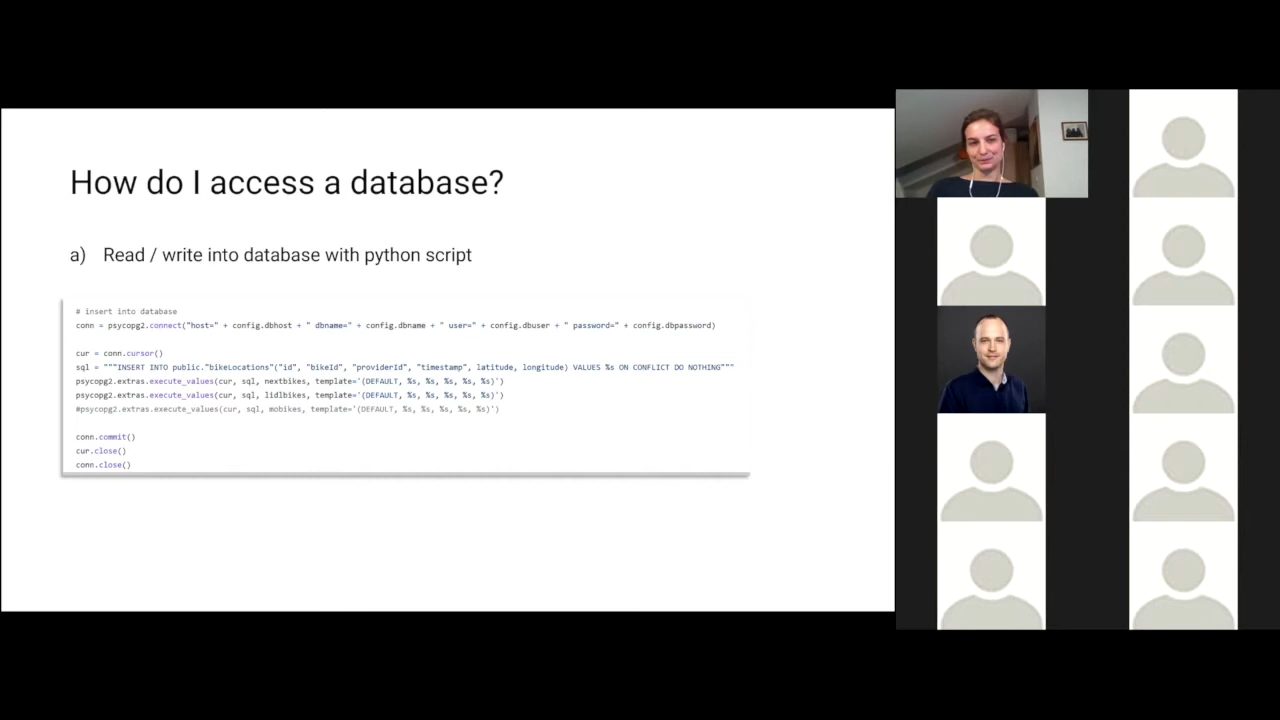 How do I access a database?
a) Read / write into database with python script
# insert into database
conn = psycopg2.connect("host=" + config.dbhost + " dbname=" + config.dbname + " user=" + config.dbuser + " password=" + config.dbpassword)
cur = conn.cursor()
sql = """INSERT INTO public."bikeLocations"("id", "bikeId", "providerId", "timestamp", latitude, longitude) VALUES %s ON CONFLICT DO NOTHING"""
psycopg2.extras.execute_values(cur, sql, nextbikes, template='(DEFAULT, %s, %s, %s, %s, %s)')
psycopg2.extras.execute_values(cur, sql, lidlbikes, template='(DEFAULT, %s, %s, %s, %s, %s)')
#psycopg2.extras.execute_values(cur, sql, mobikes, template='(DEFAULT, %s, %s, %s, %s, %s)')
conn.commit()
cur.close()
conn.close()